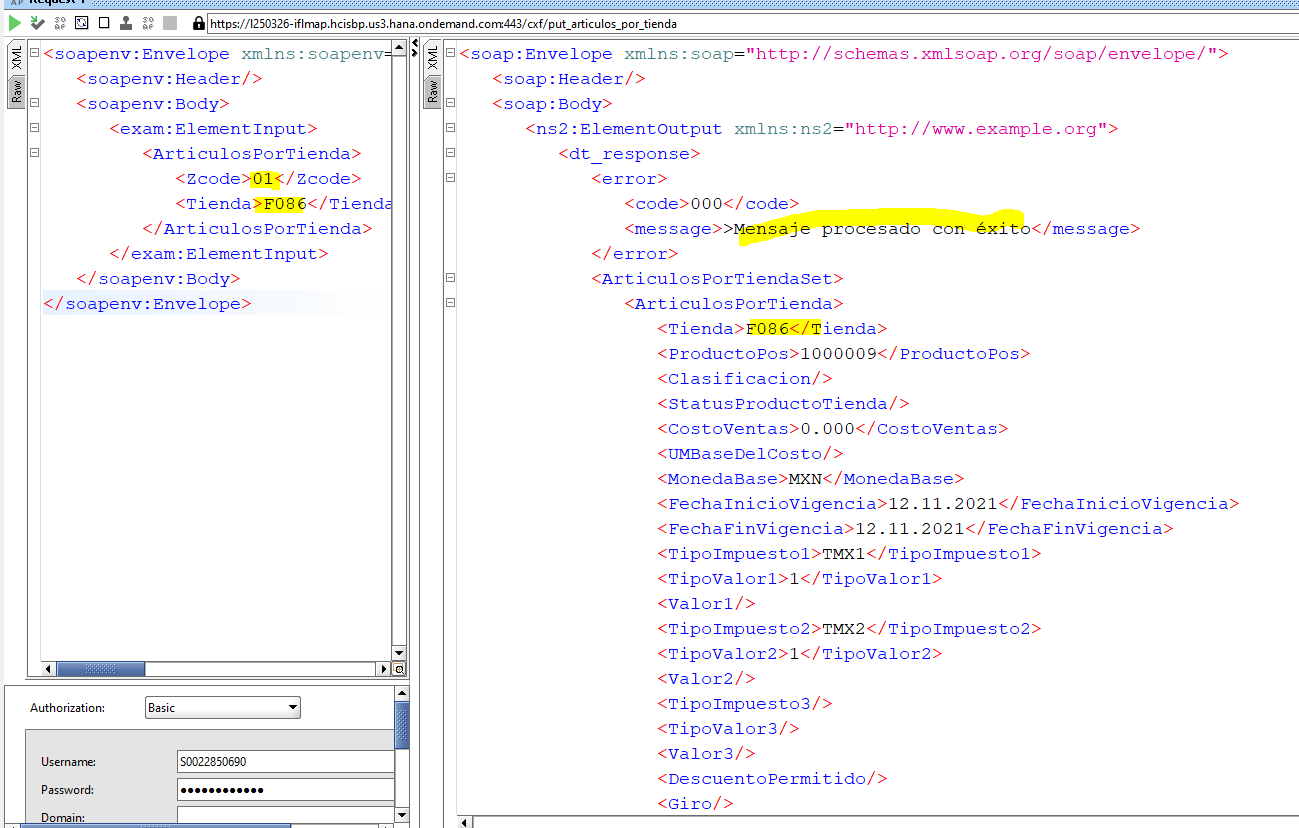 Request 1
https://l250326-iflmap.hcisbp.us3.hana.ondemand.com:443/cxf/put_articulos_por_tienda
XML
Raw
<soapenv:Envelope xmlns:soapenv=
<soapenv:Header/>
<soapenv:Body>
<exam:ElementInput>
<ArticulosPorTienda>
<Zcode>01</Zcode>
<Tienda>F086</Tienda
</ArticulosPorTienda>
</exam:ElementInput>
</soapenv:Body>
</soapenv:Envelope>
Authorization:
Basic
Username:
S0022850690
Password:
●●●●●●●●●●●●
Domain:
XML
Raw
<soap:Envelope xmlns:soap="http://schemas.xmlsoap.org/soap/envelope/">
<soap:Header/>
<soap:Body>
<ns2:ElementOutput xmlns:ns2="http://www.example.org">
<dt_response>
<error>
<code>000</code>
<message>>Mensaje procesado con éxito</message>
</error>
<ArticulosPorTiendaSet>
<ArticulosPorTienda>
<Tienda>F086</Tienda>
<ProductoPos>1000009</ProductoPos>
<Clasificacion/>
<StatusProductoTienda/>
<CostoVentas>0.000</CostoVentas>
<UMBaseDelCosto/>
<MonedaBase>MXN</MonedaBase>
<FechaInicioVigencia>12.11.2021</FechaInicioVigencia>
<FechaFinVigencia>12.11.2021</FechaFinVigencia>
<TipoImpuesto1>TMX1</TipoImpuesto1>
<TipoValor1>1</TipoValor1>
<Valor1/>
<TipoImpuesto2>TMX2</TipoImpuesto2>
<TipoValor2>1</TipoValor2>
<Valor2/>
<TipoImpuesto3/>
<TipoValor3/>
<Valor3/>
<DescuentoPermitido/>
<Giro/>